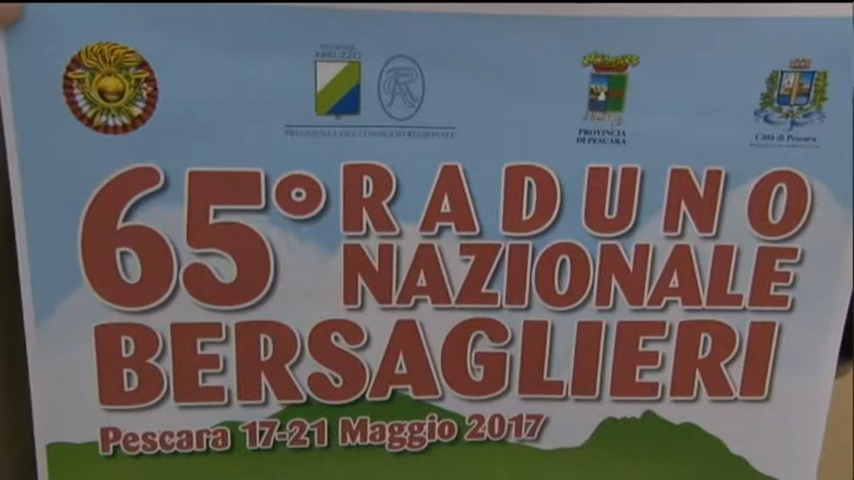 REGIONE
ABRUZZO
PRESIDENZA DEL CONSIGLIO REGIONALE
PROVINCIA
DI PESCARA
Città di Pescara
65° RADUNO
NAZIONALE
BERSAGLIERI
Pescara 17-21 Maggio 2017